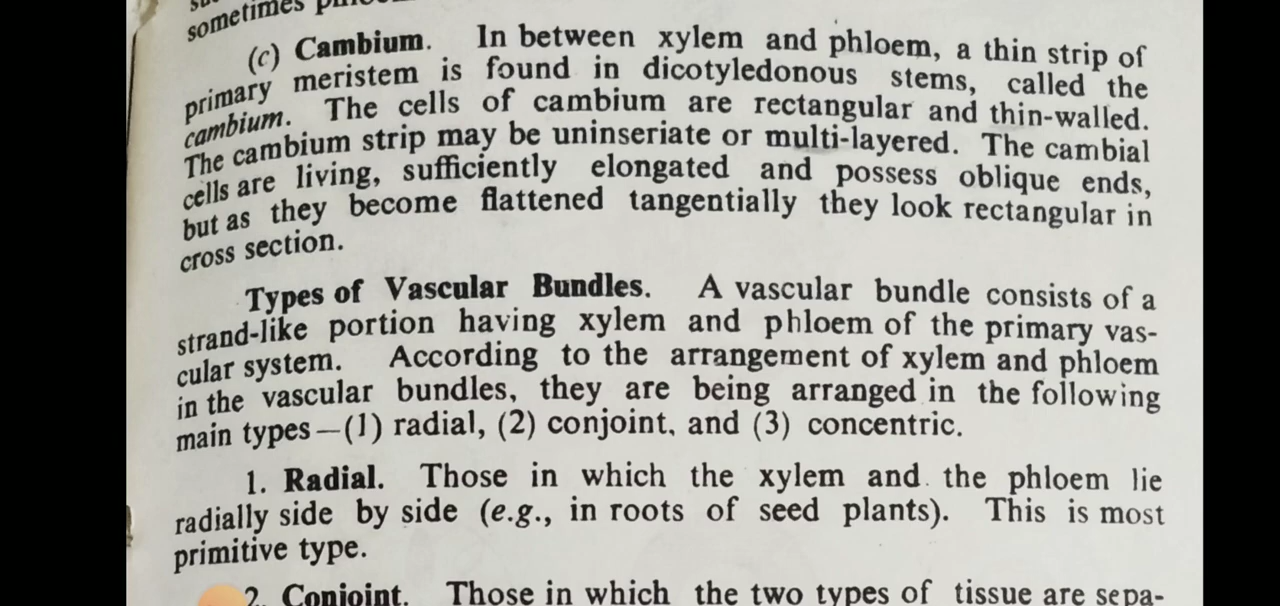 sometimes
(c) Cambium. In between xylem and phloem, a thin strip of
primary meristem is found in dicotyledonous stems, called the
cambium. The cells of cambium are rectangular and thin-walled.
The cambium strip may be uninseriate or multi-layered. The cambial
cells are living, sufficiently elongated and possess oblique ends,
but as they become flattened tangentially they look rectangular in
cross section.
Types of Vascular Bundles. A vascular bundle consists of a
strand-like portion having xylem and phloem of the primary vas-
cular system. According to the arrangement of xylem and phloem
in the vascular bundles, they are being arranged in the following
main types—(1) radial, (2) conjoint, and (3) concentric.
1. Radial. Those in which the xylem and the phloem lie
radially side by side (e.g., in roots of seed plants). This is most
primitive type.
2. Conjoint. Those in which the two types of tissue are sepa-